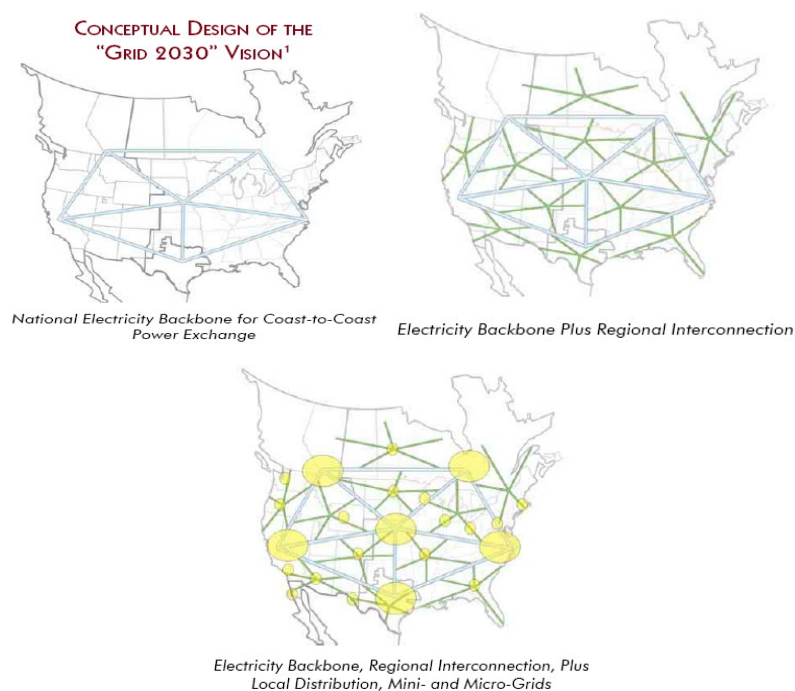 CONCEPTUAL DESIGN OF THE
"GRID 2030" VISION¹
National Electricity Backbone for Coast-to-Coast
Power Exchange
Electricity Backbone Plus Regional Interconnection
Electricity Backbone, Regional Interconnection, Plus
Local Distribution, Mini- and Micro-Grids